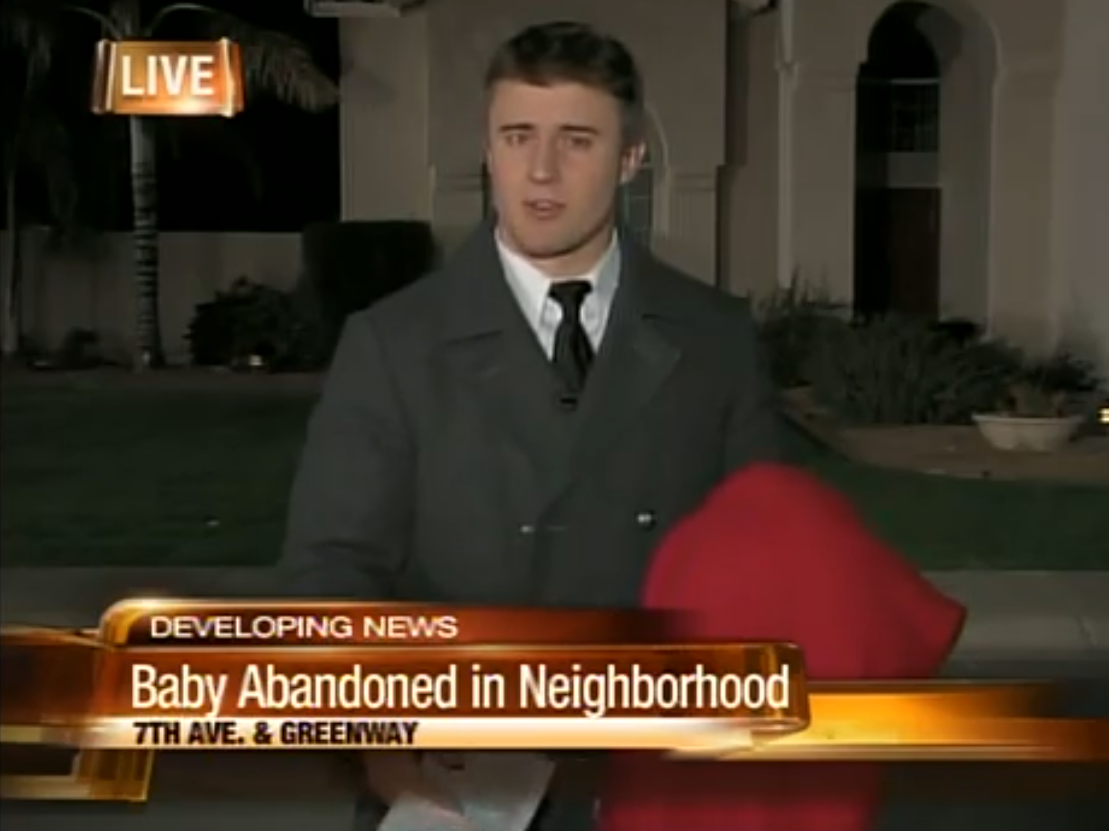 LIVE
DEVELOPING NEWS
Baby Abandoned in Neighborhood
7TH AVE. & GREENWAY